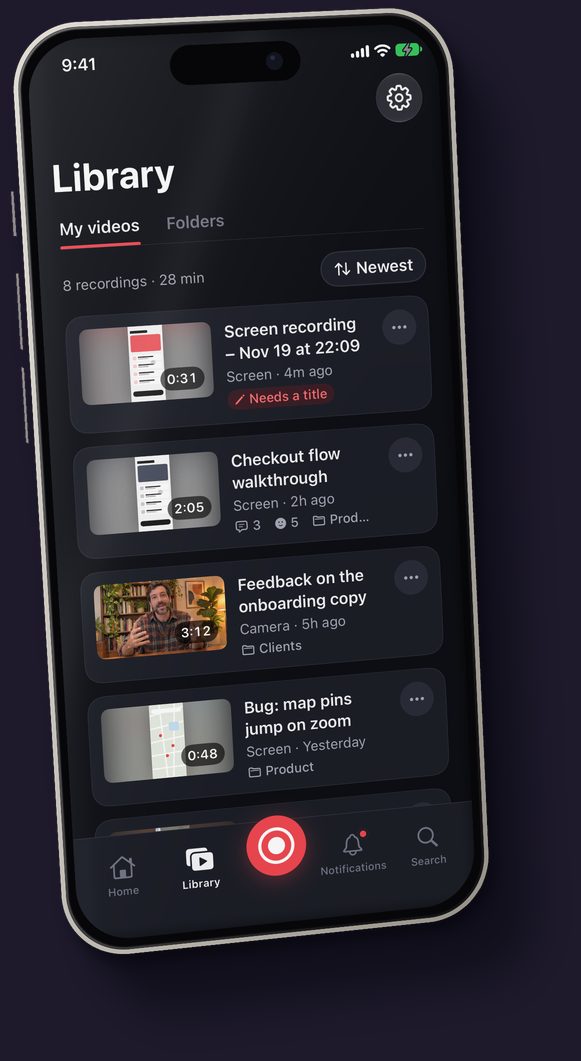 9:41
Library
My videos
Folders
8 recordings · 28 min
Newest
0:31
Screen recording
– Nov 19 at 22:09
Screen · 4m ago
Needs a title
2:05
Checkout flow
walkthrough
Screen · 2h ago
3 5 Prod...
3:12
Feedback on the
onboarding copy
Camera · 5h ago
Clients
0:48
Bug: map pins
jump on zoom
Screen · Yesterday
Product
Home
Library
Notifications
Search